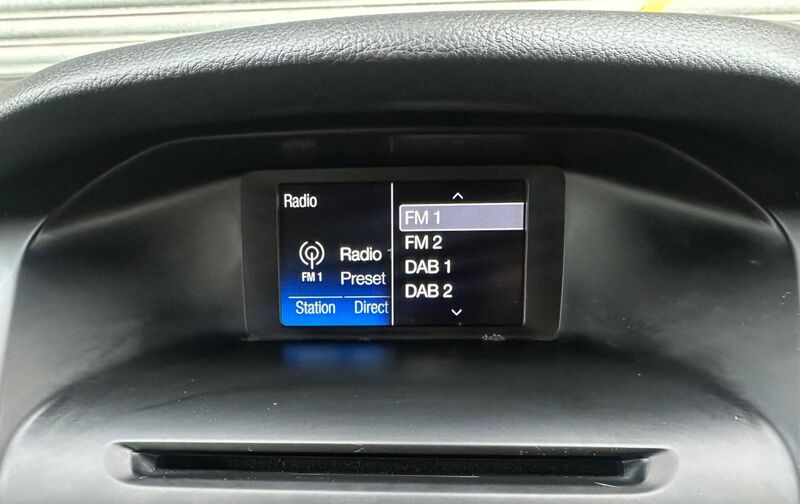 Radio
FM 1
Radio
Preset
Station Direct
FM 1
FM 2
DAB 1
DAB 2